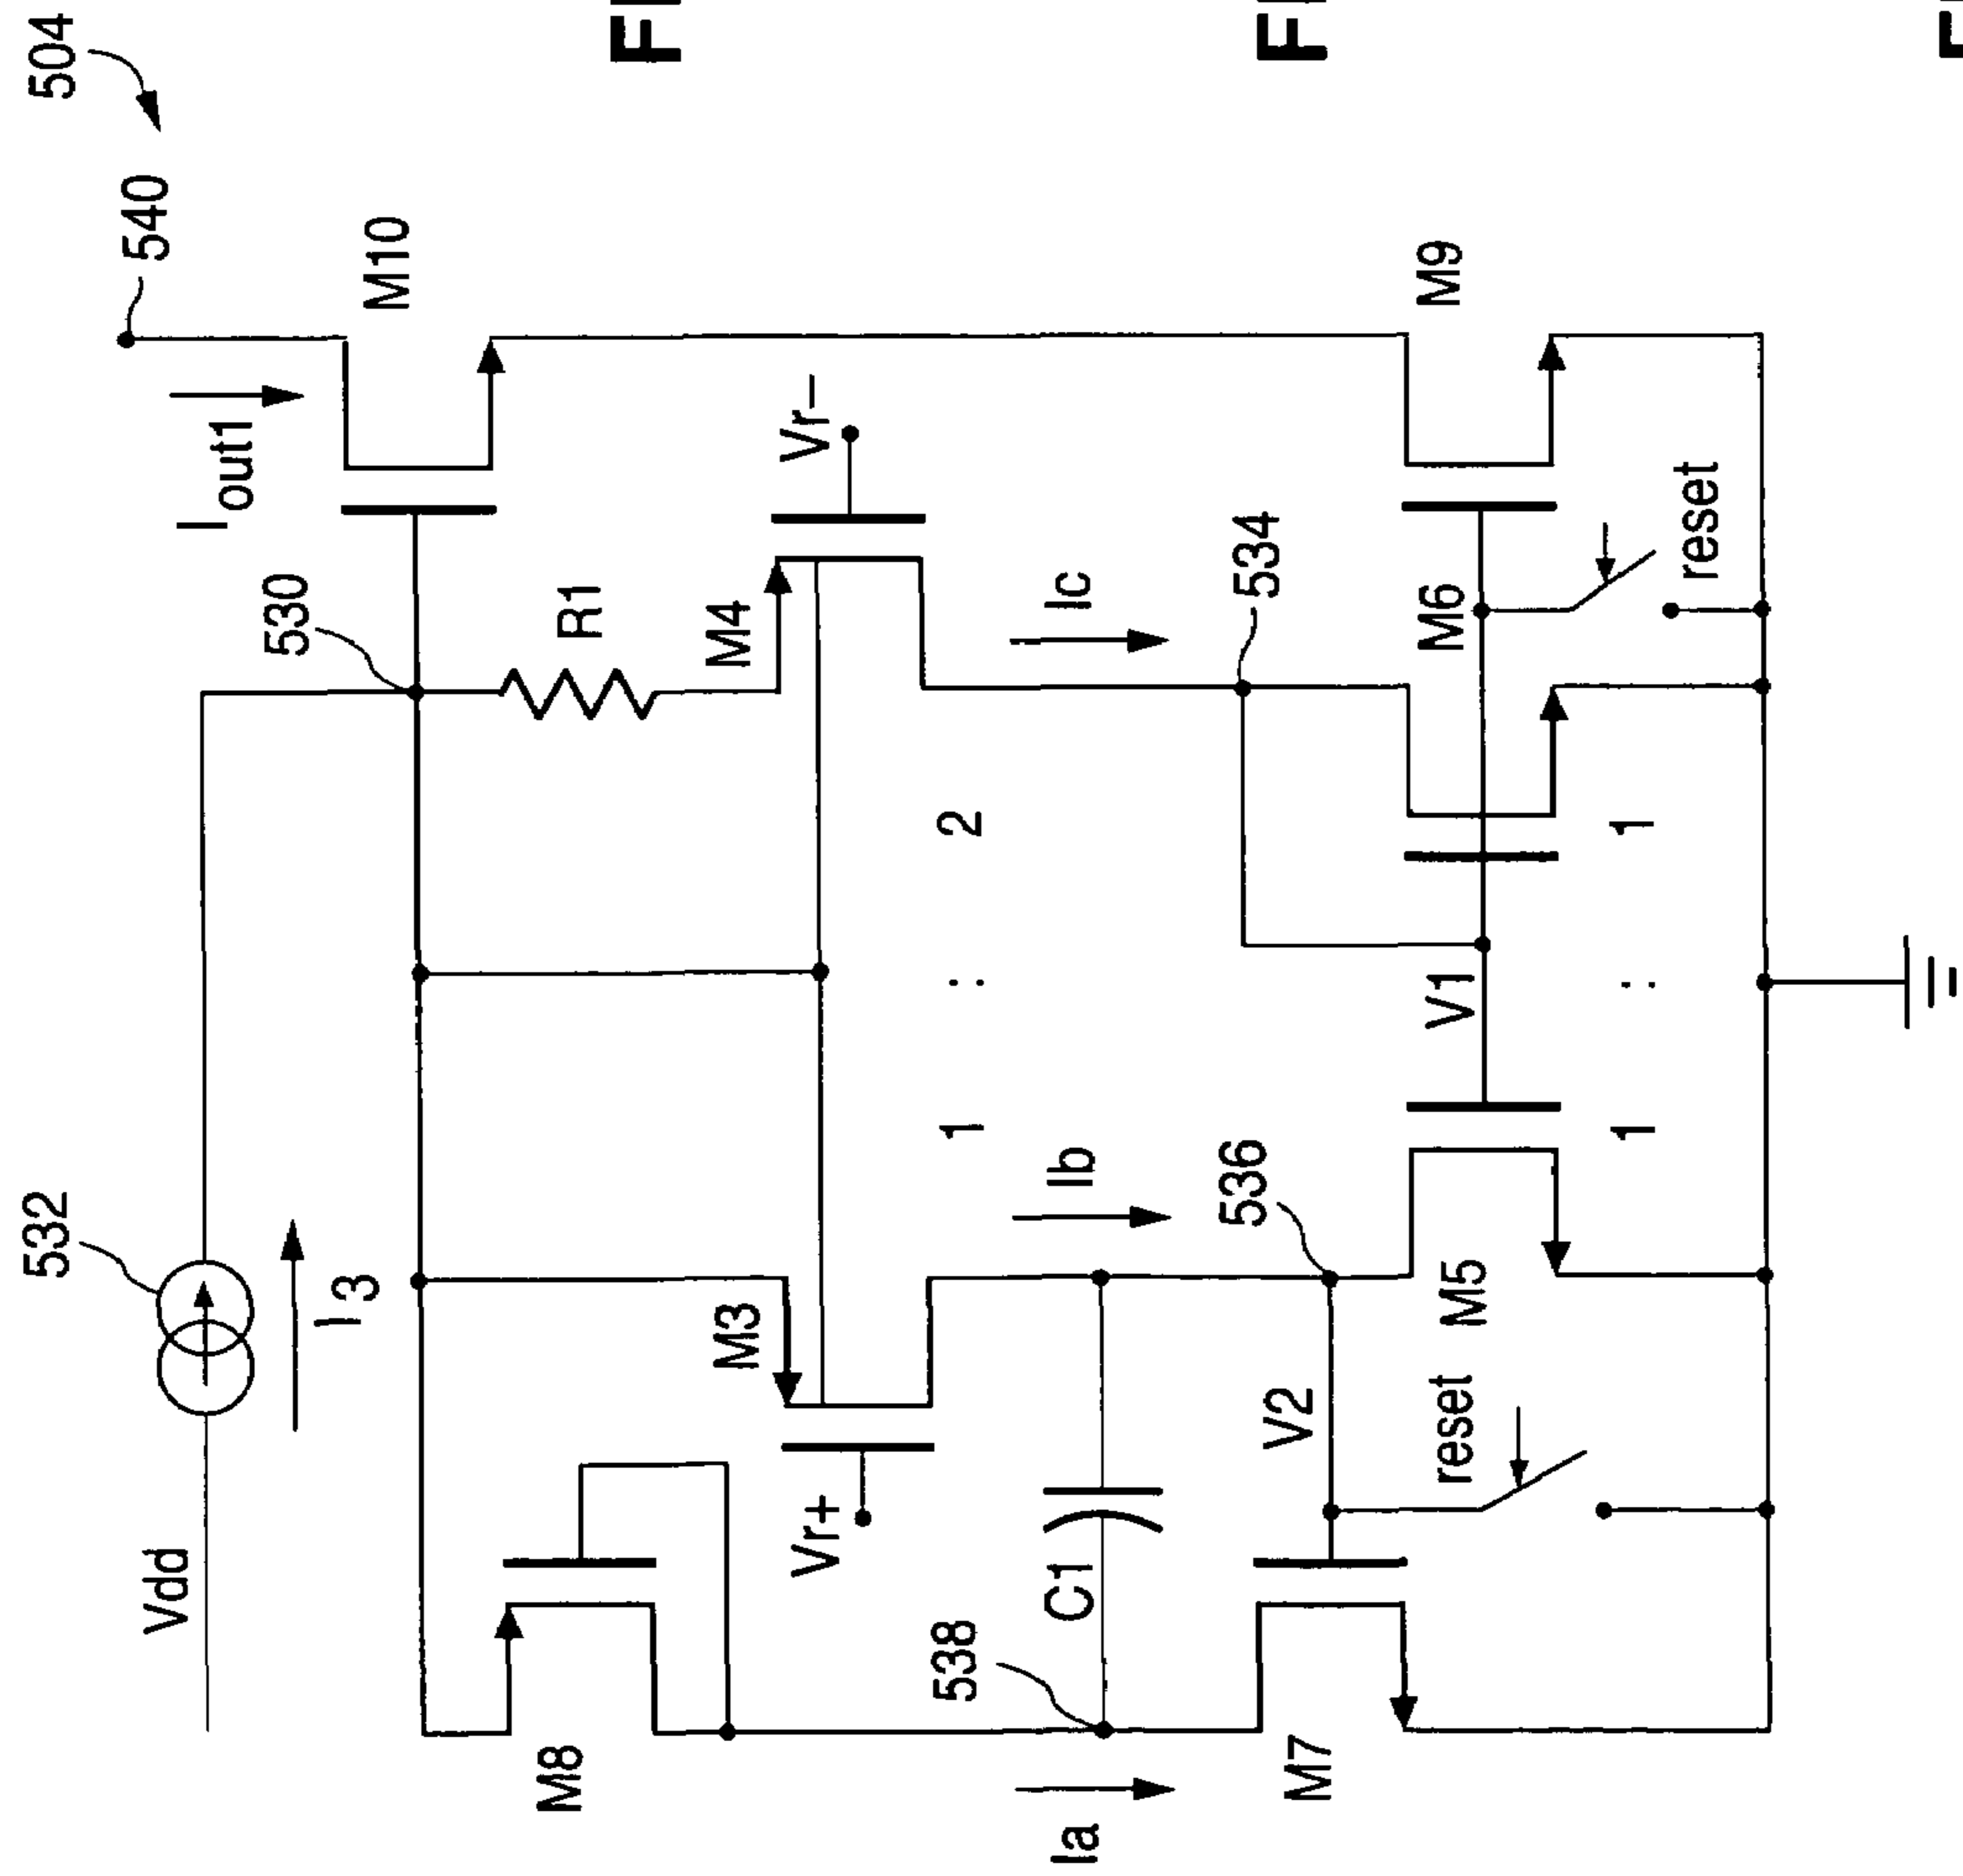 504
540
532
Vdd
I 3
530
Iout1
M10
M8
R1
M4
Vr−
M3
Vr+
1 : 2
538
C1
Ia
Ib
Ic
536
534
V2
V1
M7
M5
M6
M9
reset
reset
1 : 1